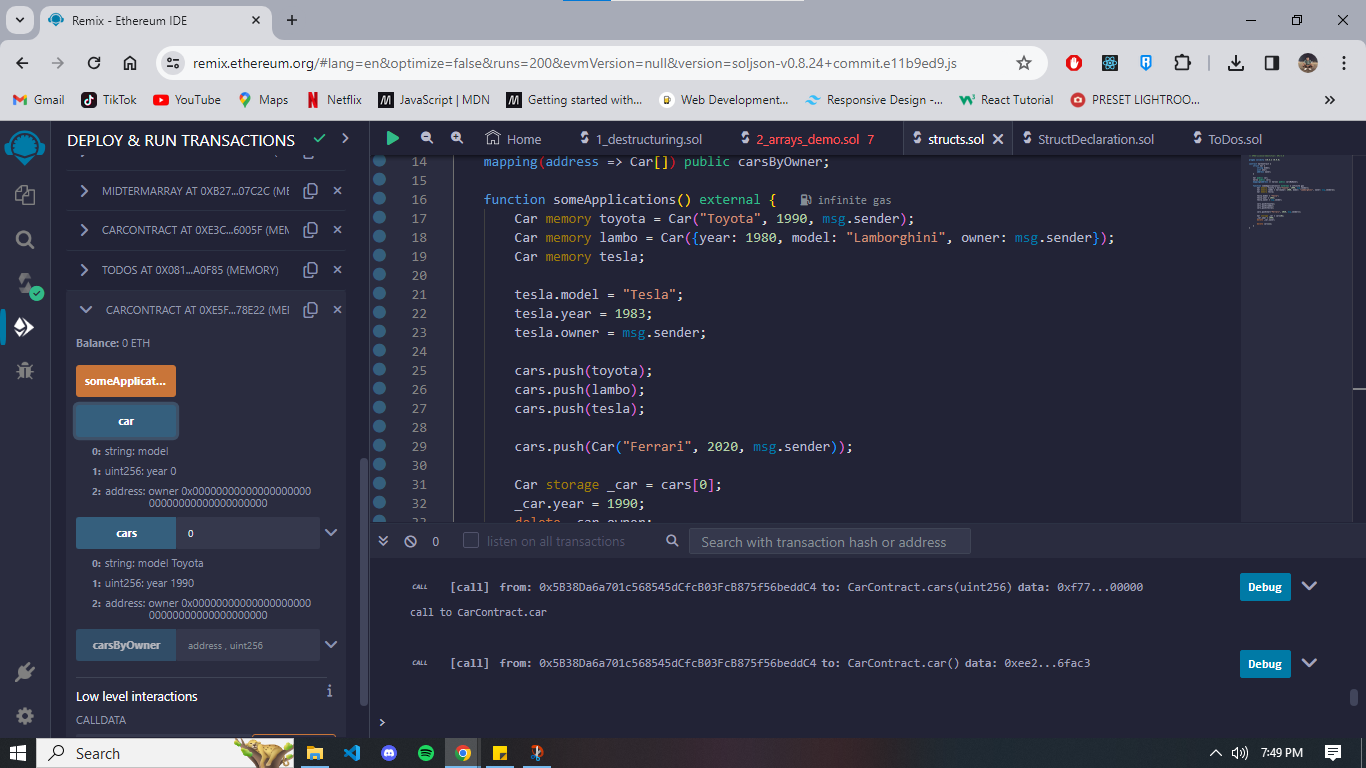 Remix - Ethereum IDE
remix.ethereum.org/#lang=en&optimize=false&runs=200&evmVersion=null&version=soljson-v0.8.24+commit.e11b9ed9.js
Gmail TikTok YouTube Maps Netflix JavaScript | MDN Getting started with... Web Development... Responsive Design -... React Tutorial PRESET LIGHTROO...
DEPLOY & RUN TRANSACTIONS
MIDTERMARRAY AT 0XB27...07C2C (ME
CARCONTRACT AT 0XE3C...6005F (MEM
TODOS AT 0X081...A0F85 (MEMORY)
CARCONTRACT AT 0XE5F...78E22 (MEI
Balance: 0 ETH
someApplicat...
car
0: string: model
1: uint256: year 0
2: address: owner 0x00000000000000000000
00000000000000000000
cars 0
0: string: model Toyota
1: uint256: year 1990
2: address: owner 0x00000000000000000000
00000000000000000000
carsByOwner address , uint256
Low level interactions
i
CALLDATA
Home 1_destructuring.sol 2_arrays_demo.sol 7 structs.sol StructDeclaration.sol ToDos.sol
14 mapping(address => Car[]) public carsByOwner;
15
16 function someApplications() external { infinite gas
17 Car memory toyota = Car("Toyota", 1990, msg.sender);
18 Car memory lambo = Car({year: 1980, model: "Lamborghini", owner: msg.sender});
19 Car memory tesla;
20
21 tesla.model = "Tesla";
22 tesla.year = 1983;
23 tesla.owner = msg.sender;
24
25 cars.push(toyota);
26 cars.push(lambo);
27 cars.push(tesla);
28
29 cars.push(Car("Ferrari", 2020, msg.sender));
30
31 Car storage _car = cars[0];
32 _car.year = 1990;
33 delete _car.owner;
0 listen on all transactions Search with transaction hash or address
CALL [call] from: 0x5B38Da6a701c568545dCfcB03FcB875f56beddC4 to: CarContract.cars(uint256) data: 0xf77...00000 Debug
call to CarContract.car
CALL [call] from: 0x5B38Da6a701c568545dCfcB03FcB875f56beddC4 to: CarContract.car() data: 0xee2...6fac3 Debug
>
Search
7:49 PM